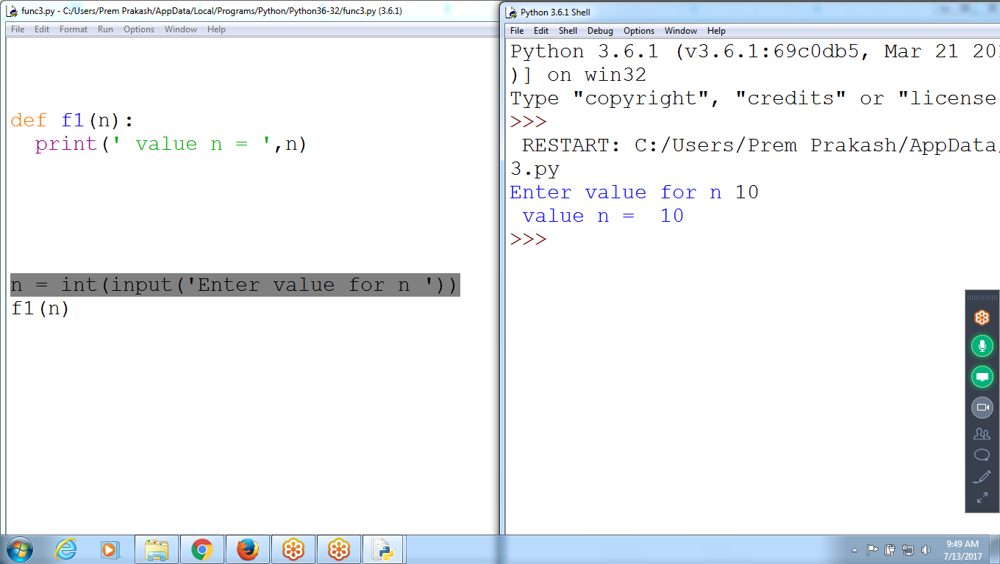 func3.py - C:/Users/Prem Prakash/AppData/Local/Programs/Python/Python36-32/func3.py (3.6.1)
File Edit Format Run Options Window Help
def f1(n):
  print(' value n = ',n)
n = int(input('Enter value for n '))
f1(n)
Python 3.6.1 Shell
File Edit Shell Debug Options Window Help
Python 3.6.1 (v3.6.1:69c0db5, Mar 21 20
)] on win32
Type "copyright", "credits" or "license
>>>
 RESTART: C:/Users/Prem Prakash/AppData
3.py
Enter value for n 10
 value n =  10
>>>
9:49 AM
7/13/2017